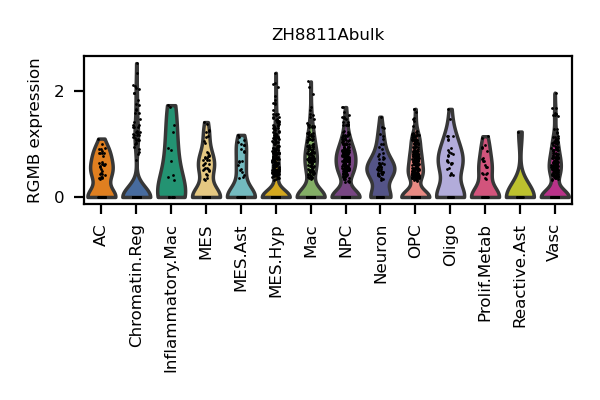 ZH8811Abulk
RGMB expression
2
0
AC
Chromatin.Reg
Inflammatory.Mac
MES
MES.Ast
MES.Hyp
Mac
NPC
Neuron
OPC
Oligo
Prolif.Metab
Reactive.Ast
Vasc